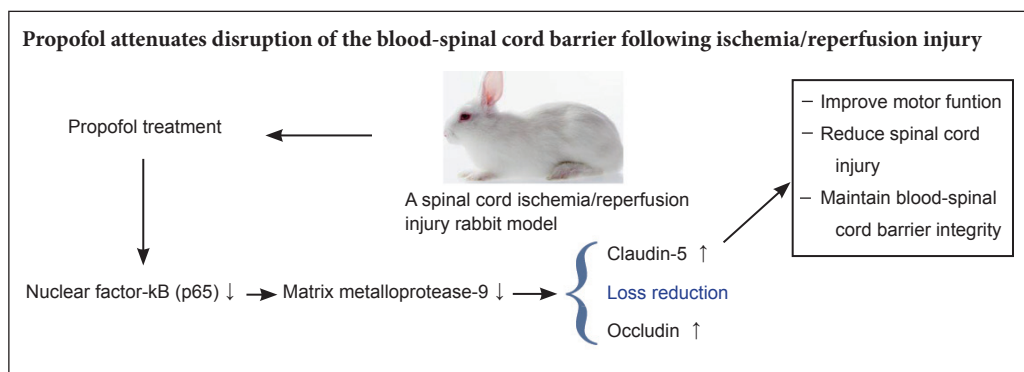 Propofol attenuates disruption of the blood-spinal cord barrier following ischemia/reperfusion injury
Propofol treatment
A spinal cord ischemia/reperfusion
injury rabbit model
Nuclear factor-kB (p65) ↓
Matrix metalloprotease-9 ↓
Claudin-5 ↑
Loss reduction
Occludin ↑
– Improve motor funtion
– Reduce spinal cord
injury
– Maintain blood-spinal
cord barrier integrity